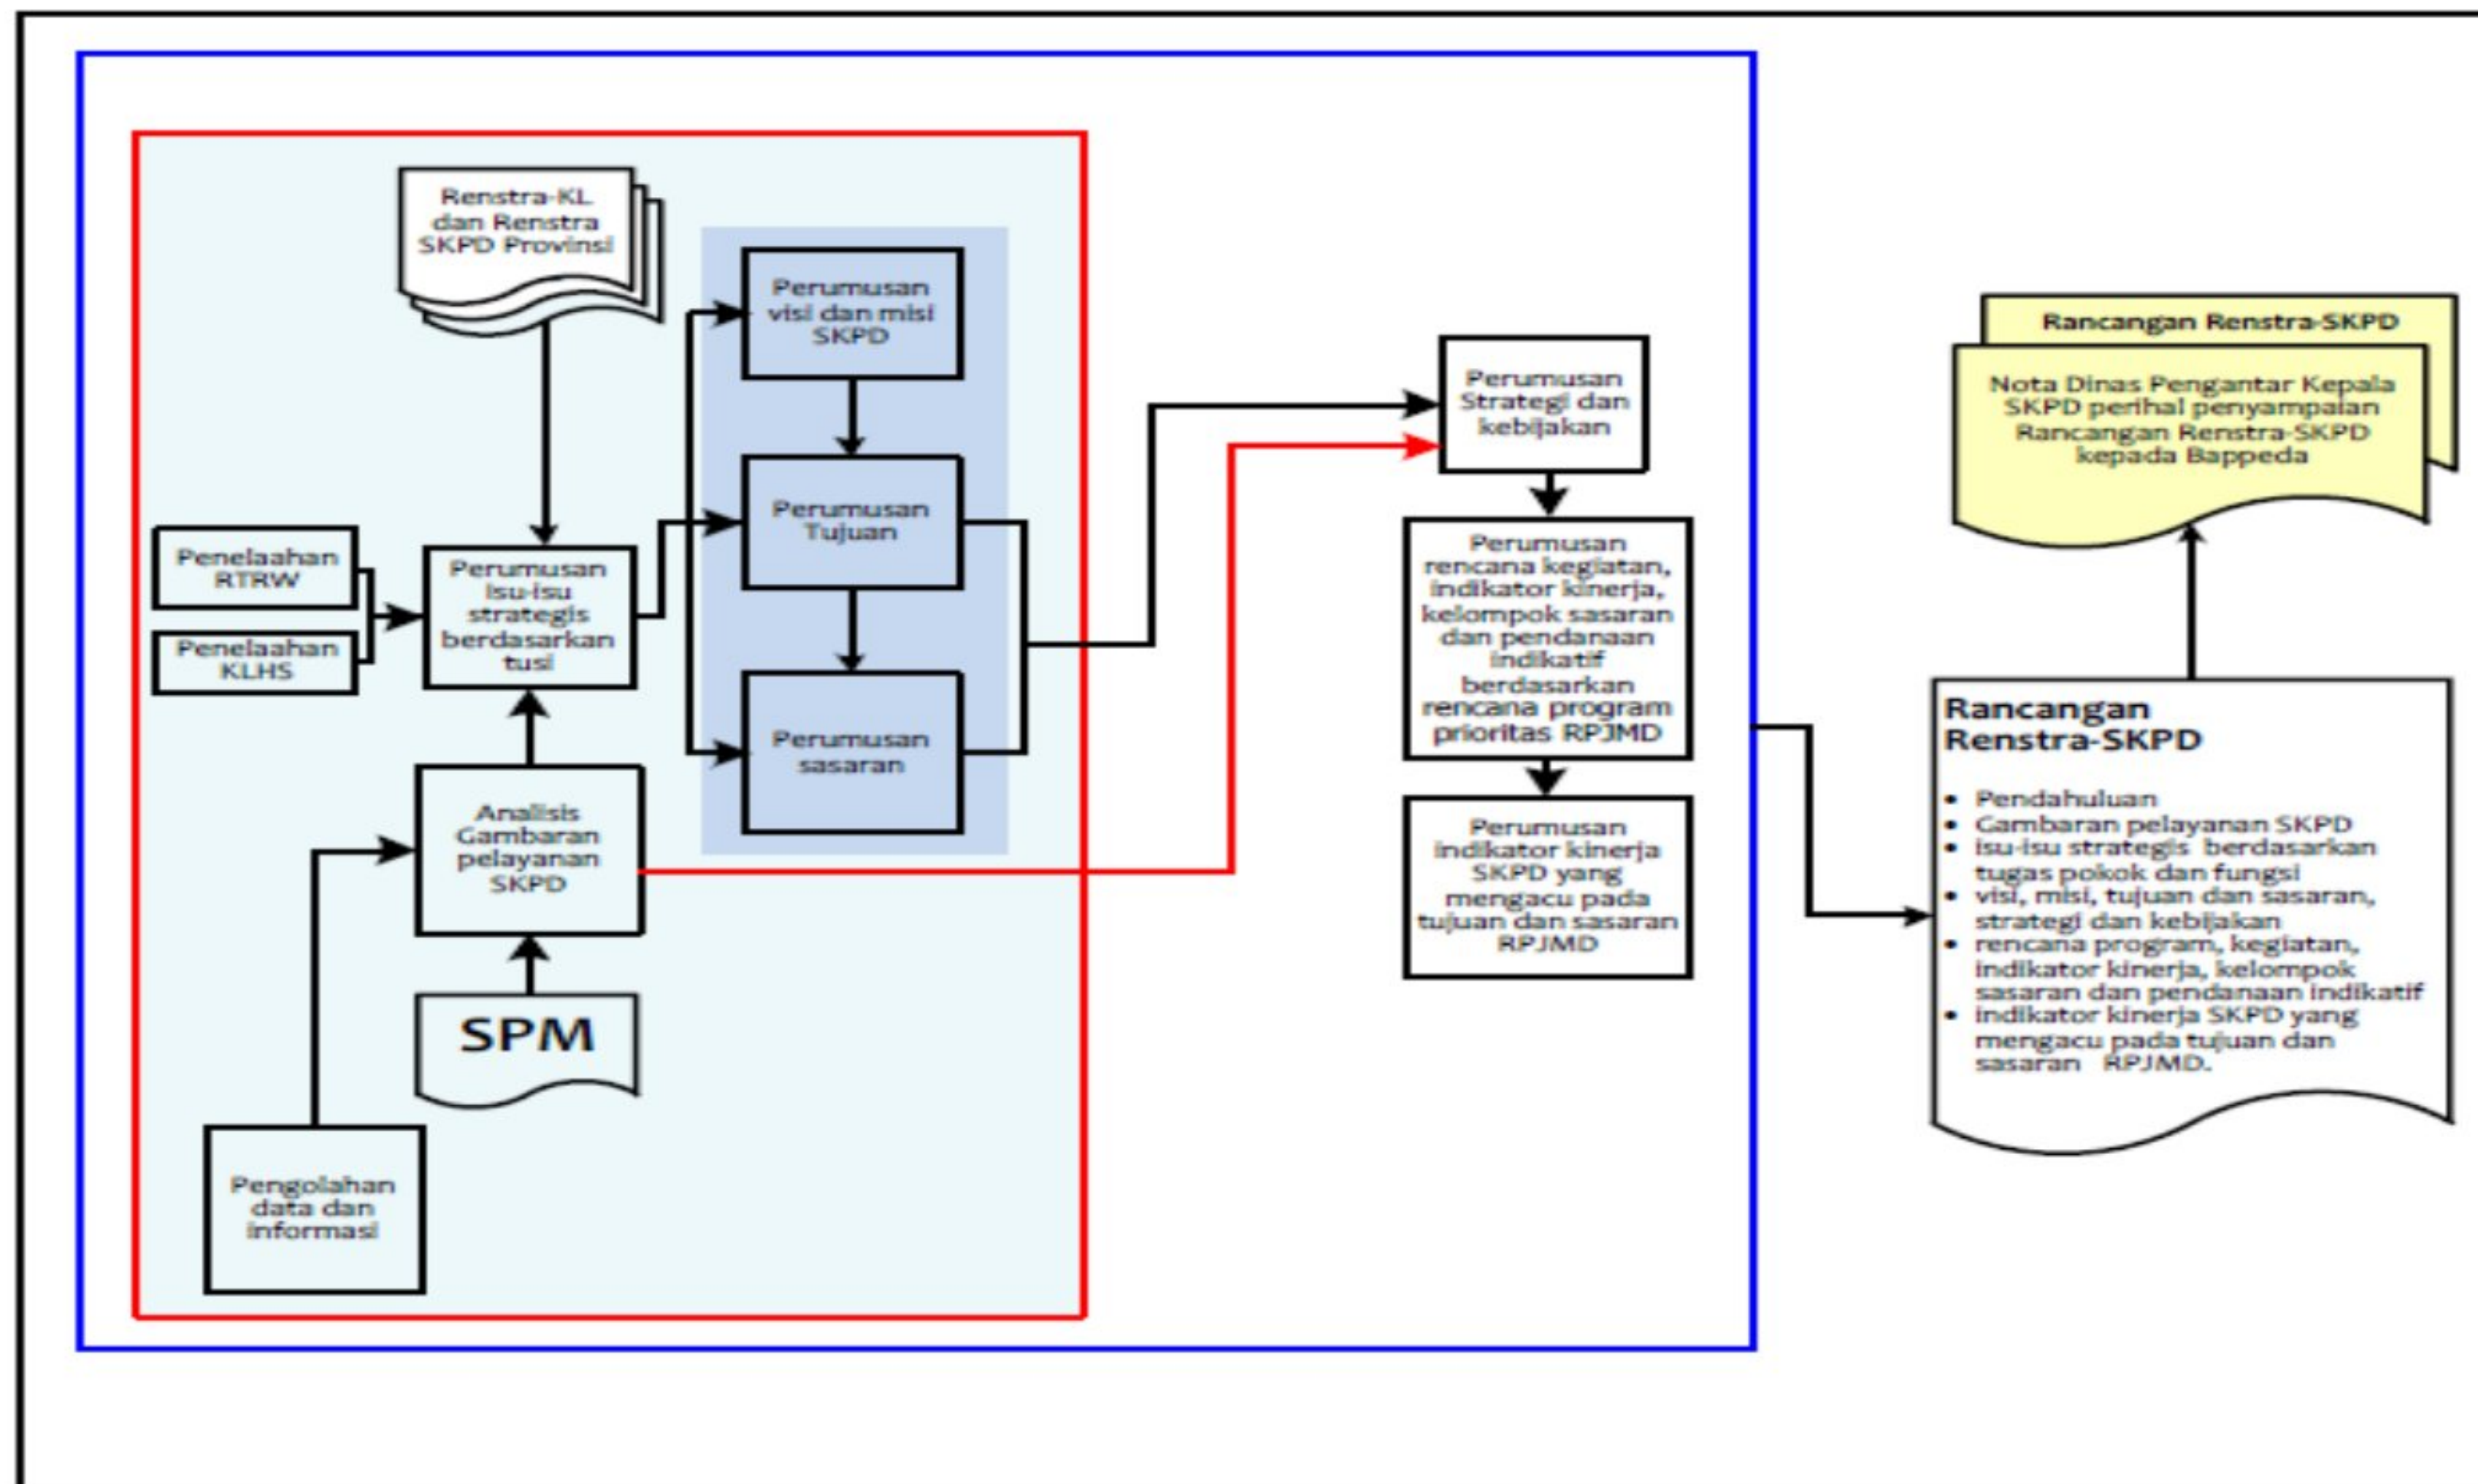 Renstra-KL
dan Renstra
SKPD Provinsi
Perumusan
visi dan misi
SKPD
Perumusan
Tujuan
Perumusan
sasaran
Penelaahan
RTRW
Penelaahan
KLHS
Perumusan
Isu-isu
strategis
berdasarkan
tusi
Analisis
Gambaran
pelayanan
SKPD
SPM
Pengolahan
data dan
informasi
Perumusan
Strategi dan
kebijakan
Perumusan
rencana kegiatan,
indikator kinerja,
kelompok sasaran
dan pendanaan
indikatif
berdasarkan
rencana program
prioritas RPJMD
Perumusan
indikator kinerja
SKPD yang
mengacu pada
tujuan dan sasaran
RPJMD
Rancangan Renstra-SKPD
Nota Dinas Pengantar Kepala
SKPD perihal penyampaian
Rancangan Renstra-SKPD
kepada Bappeda
Rancangan
Renstra-SKPD
• Pendahuluan
• Gambaran pelayanan SKPD
• isu-isu strategis berdasarkan
tugas pokok dan fungsi
• visi, misi, tujuan dan sasaran,
strategi dan kebijakan
• rencana program, kegiatan,
indikator kinerja, kelompok
sasaran dan pendanaan indikatif
• indikator kinerja SKPD yang
mengacu pada tujuan dan
sasaran RPJMD.